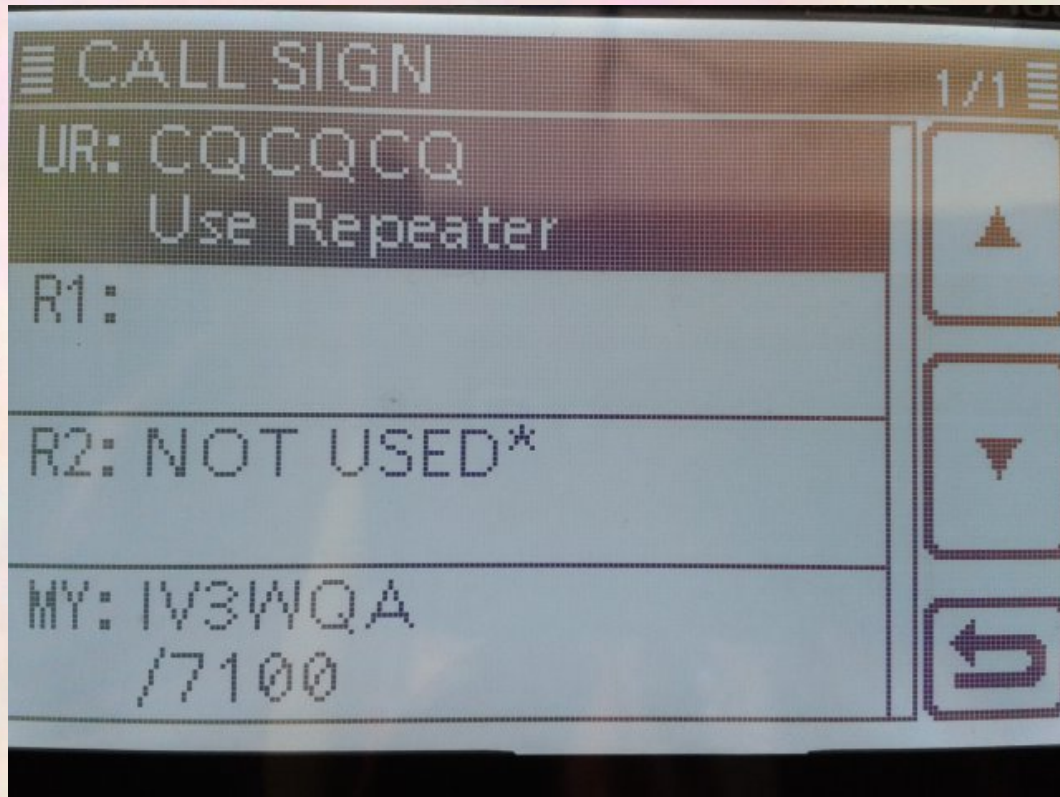 CALL SIGN 1/1
UR: CQCQCQ
Use Repeater
R1:
R2: NOT USED*
MY: IV3WQA
/7100